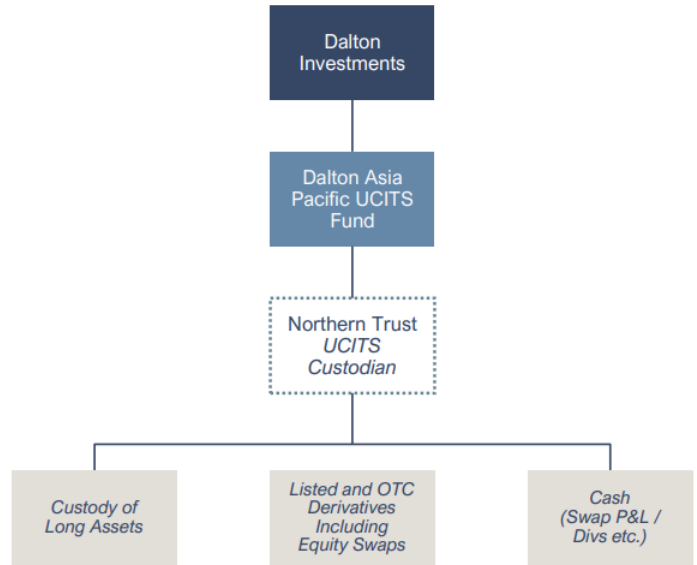 Dalton
Investments
Dalton Asia
Pacific UCITS
Fund
Northern Trust
UCITS
Custodian
Custody of
Long Assets
Listed and OTC
Derivatives
Including
Equity Swaps
Cash
(Swap P&L /
Divs etc.)